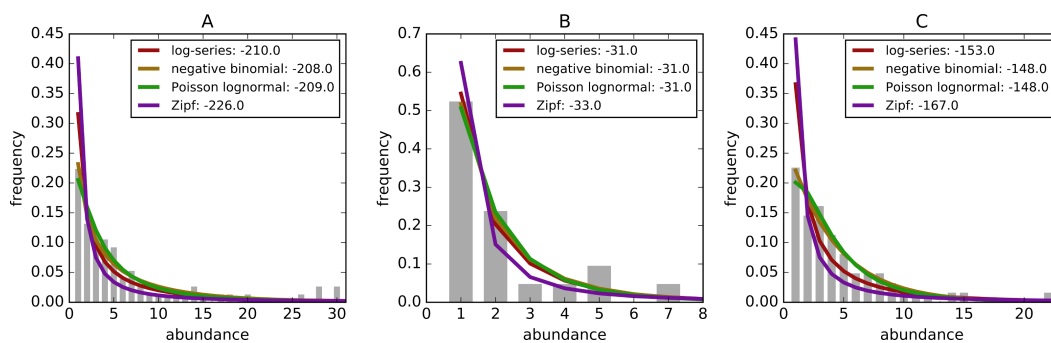 A
0.45
0.40
0.35
0.30
0.25
0.20
0.15
0.10
0.05
0.00
frequency
log-series: -210.0
negative binomial: -208.0
Poisson lognormal: -209.0
Zipf: -226.0
0 5 10 15 20 25 30
abundance
B
0.7
0.6
0.5
0.4
0.3
0.2
0.1
0.0
frequency
log-series: -31.0
negative binomial: -31.0
Poisson lognormal: -31.0
Zipf: -33.0
0 1 2 3 4 5 6 7 8
abundance
C
0.45
0.40
0.35
0.30
0.25
0.20
0.15
0.10
0.05
0.00
frequency
log-series: -153.0
negative binomial: -148.0
Poisson lognormal: -148.0
Zipf: -167.0
0 5 10 15 20
abundance